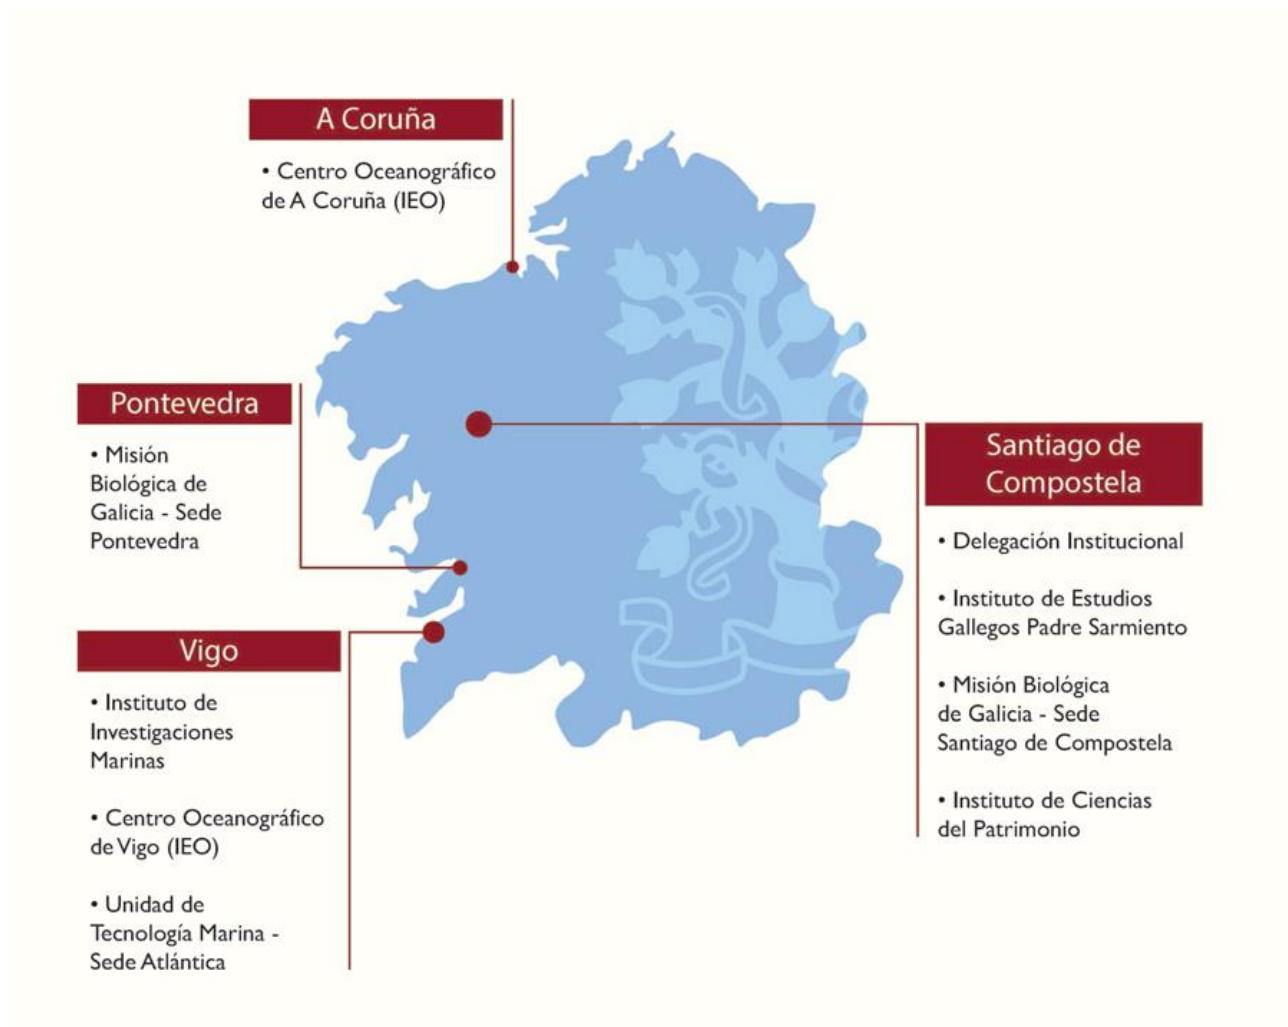 A Coruña
• Centro Oceanográfico
de A Coruña (IEO)
Pontevedra
• Misión
Biológica de
Galicia - Sede
Pontevedra
Vigo
• Instituto de
Investigaciones
Marinas
• Centro Oceanográfico
de Vigo (IEO)
• Unidad de
Tecnología Marina -
Sede Atlántica
Santiago de
Compostela
• Delegación Institucional
• Instituto de Estudios
Gallegos Padre Sarmiento
• Misión Biológica
de Galicia - Sede
Santiago de Compostela
• Instituto de Ciencias
del Patrimonio